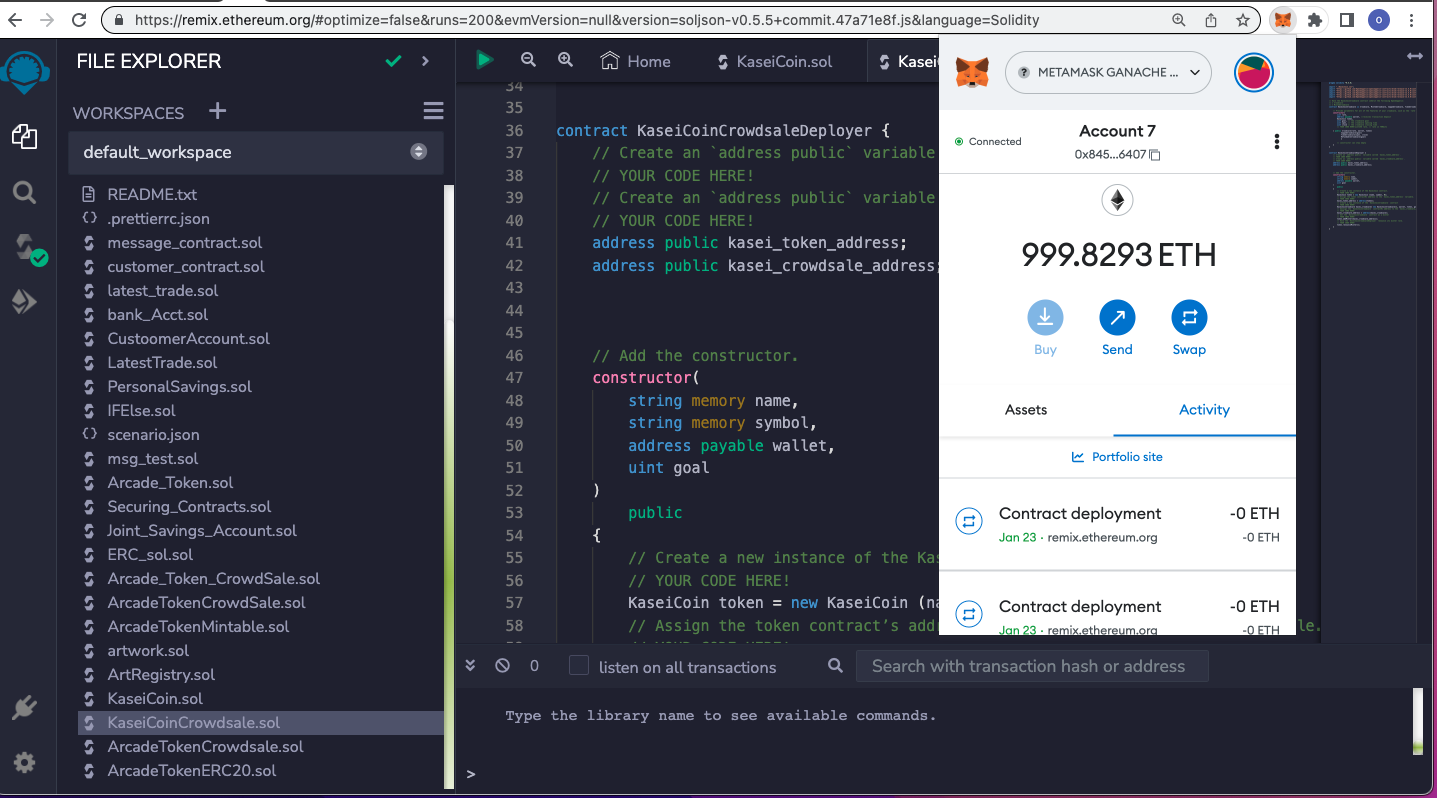 https://remix.ethereum.org/#optimize=false&runs=200&evmVersion=null&version=soljson-v0.5.5+commit.47a71e8f.js&language=Solidity
O
FILE EXPLORER
WORKSPACES
default_workspace
README.txt
.prettierrc.json
message_contract.sol
customer_contract.sol
latest_trade.sol
bank_Acct.sol
CustoomerAccount.sol
LatestTrade.sol
PersonalSavings.sol
IFElse.sol
scenario.json
msg_test.sol
Arcade_Token.sol
Securing_Contracts.sol
Joint_Savings_Account.sol
ERC_sol.sol
Arcade_Token_CrowdSale.sol
ArcadeTokenCrowdSale.sol
ArcadeTokenMintable.sol
artwork.sol
ArtRegistry.sol
KaseiCoin.sol
KaseiCoinCrowdsale.sol
ArcadeTokenCrowdsale.sol
ArcadeTokenERC20.sol
Home
KaseiCoin.sol
Kasei
34
35
36 contract KaseiCoinCrowdsaleDeployer {
37 // Create an `address public` variable
38 // YOUR CODE HERE!
39 // Create an `address public` variable
40 // YOUR CODE HERE!
41 address public kasei_token_address;
42 address public kasei_crowdsale_address;
43
44
45
46 // Add the constructor.
47 constructor(
48 string memory name,
49 string memory symbol,
50 address payable wallet,
51 uint goal
52 )
53 public
54 {
55 // Create a new instance of the Kas
56 // YOUR CODE HERE!
57 KaseiCoin token = new KaseiCoin (na
58 // Assign the token contract’s addr le.
METAMASK GANACHE ...
Connected
Account 7
0x845...6407
999.8293 ETH
Buy
Send
Swap
Assets
Activity
Portfolio site
Contract deployment -0 ETH
Jan 23 · remix.ethereum.org -0 ETH
Contract deployment -0 ETH
Jan 23 · remix.ethereum.org -0 ETH
0
listen on all transactions
Search with transaction hash or address
Type the library name to see available commands.
>